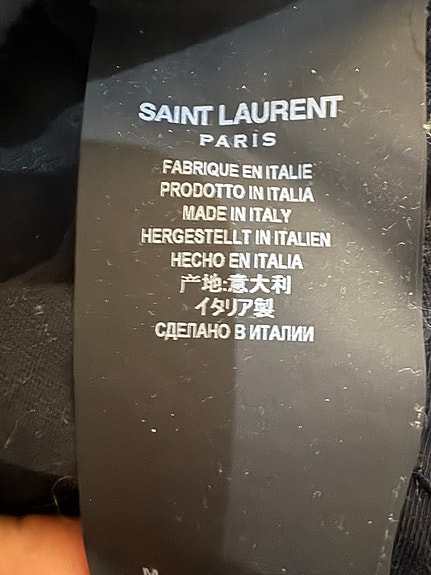 SAINT LAURENT
PARIS
FABRIQUE EN ITALIE
PRODOTTO IN ITALIA
MADE IN ITALY
HERGESTELLT IN ITALIEN
HECHO EN ITALIA
产地:意大利
イタリア製
СДЕЛАНО В ИТАЛИИ
M